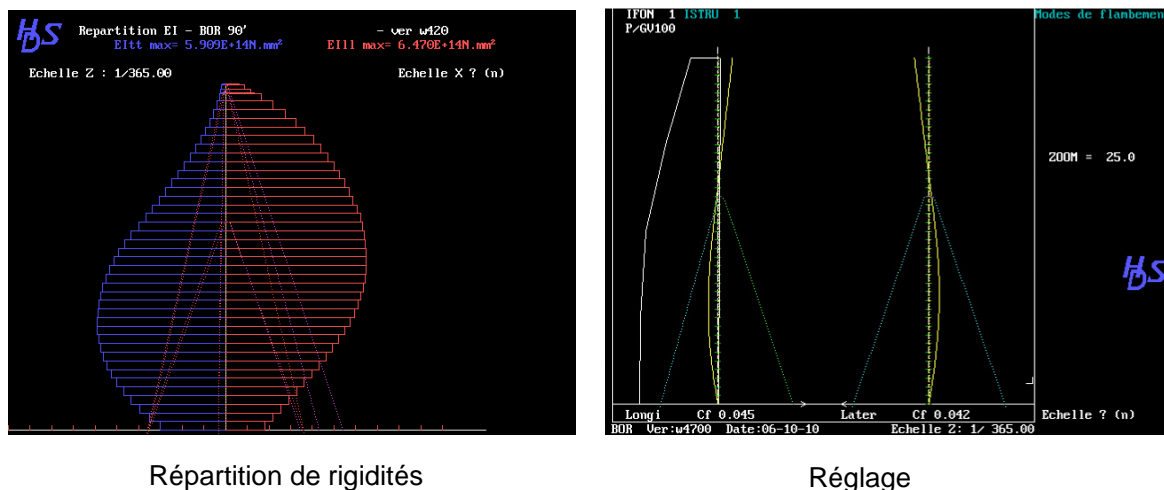 HDS
Repartition EI - BOR 90' - ver w420
EItt max= 5.909E+14N.mm² EIll max= 6.470E+14N.mm²
Echelle Z : 1/365.00 Echelle X ? (n)
Répartition de rigidités
IFON 1 ISTRU 1 Modes de flambemen
P/GV100
ZOOM = 25.0
HDS
Longi Cf 0.045 Later Cf 0.042 Echelle ? (n)
BOR Ver:w4700 Date:06-10-10 Echelle Z: 1/ 365.00
Réglage